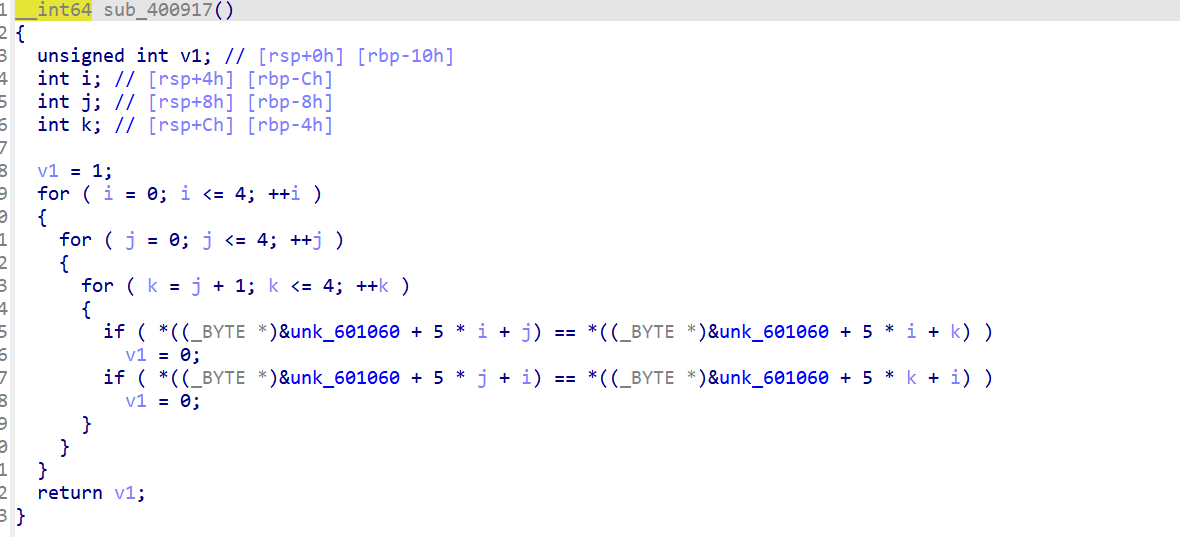 1 __int64 sub_400917()
2 {
3 unsigned int v1; // [rsp+0h] [rbp-10h]
4 int i; // [rsp+4h] [rbp-Ch]
5 int j; // [rsp+8h] [rbp-8h]
6 int k; // [rsp+Ch] [rbp-4h]
7
8 v1 = 1;
9 for ( i = 0; i <= 4; ++i )
0 {
1 for ( j = 0; j <= 4; ++j )
2 {
3 for ( k = j + 1; k <= 4; ++k )
4 {
5 if ( *((_BYTE *)&unk_601060 + 5 * i + j) == *((_BYTE *)&unk_601060 + 5 * i + k) )
6 v1 = 0;
7 if ( *((_BYTE *)&unk_601060 + 5 * j + i) == *((_BYTE *)&unk_601060 + 5 * k + i) )
8 v1 = 0;
9 }
0 }
1 }
2 return v1;
3 }